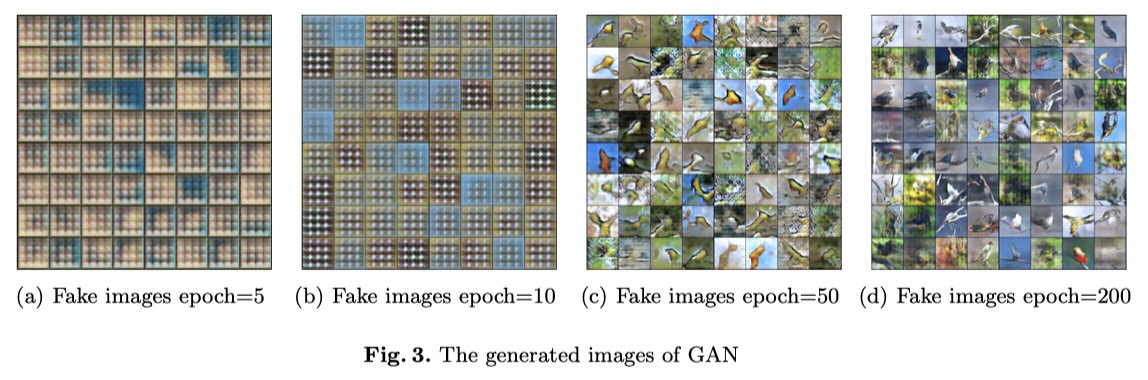 (a) Fake images epoch=5 (b) Fake images epoch=10 (c) Fake images epoch=50 (d) Fake images epoch=200
Fig. 3. The generated images of GAN